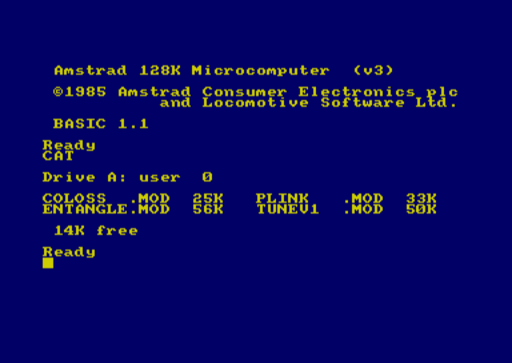 Amstrad 128K Microcomputer (v3)
©1985 Amstrad Consumer Electronics plc
and Locomotive Software Ltd.
BASIC 1.1
Ready
CAT
Drive A: user 0
COLOSS .MOD 25K PLINK .MOD 33K
ENTANGLE.MOD 56K TUNEV1 .MOD 50K
14K free
Ready